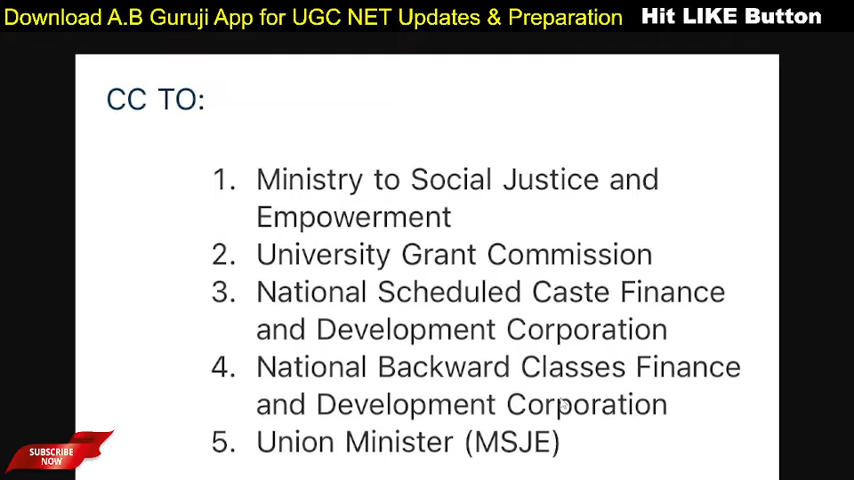 Download A.B Guruji App for UGC NET Updates & Preparation Hit LIKE Button
CC TO:
1. Ministry to Social Justice and
Empowerment
2. University Grant Commission
3. National Scheduled Caste Finance
and Development Corporation
4. National Backward Classes Finance
and Development Corporation
5. Union Minister (MSJE)
SUBSCRIBE
NOW